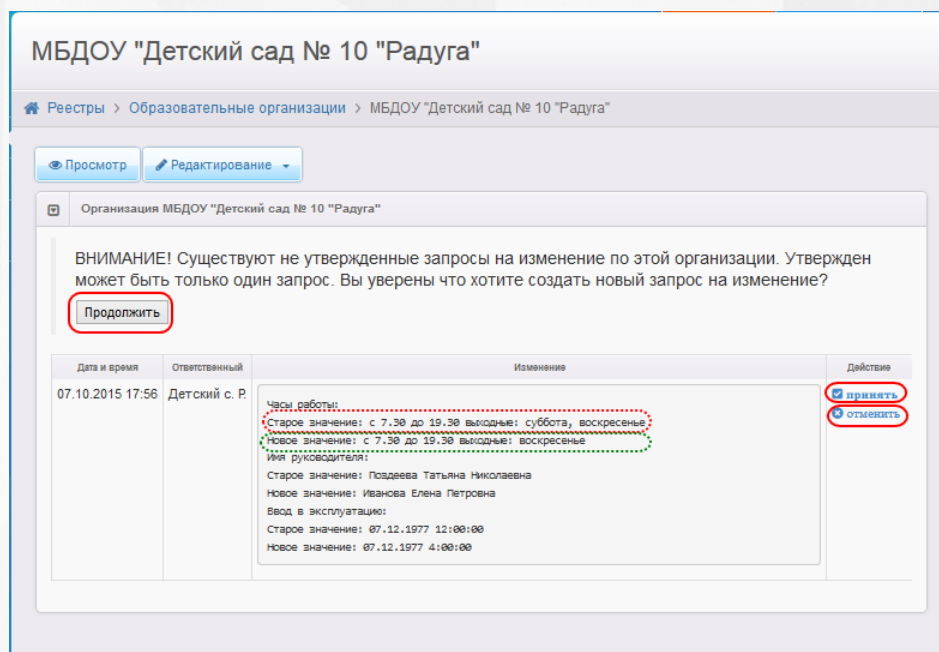 МБДОУ "Детский сад № 10 "Радуга"
Реестры > Образовательные организации > МБДОУ "Детский сад № 10 "Радуга"
Просмотр Редактирование
Организация МБДОУ "Детский сад № 10 "Радуга"
ВНИМАНИЕ! Существуют не утвержденные запросы на изменение по этой организации. Утвержден
может быть только один запрос. Вы уверены что хотите создать новый запрос на изменение?
Продолжить
Дата и время Ответственный Изменение Действие
07.10.2015 17:56 Детский с. Р. принять
отменить
Часы работы:
Старое значение: с 7.30 до 19.30 выходные: суббота, воскресенье
Новое значение: с 7.30 до 19.30 выходные: воскресенье
Имя руководителя:
Старое значение: Поздеева Татьяна Николаевна
Новое значение: Иванова Елена Петровна
Ввод в эксплуатацию:
Старое значение: 07.12.1977 12:00:00
Новое значение: 07.12.1977 4:00:00